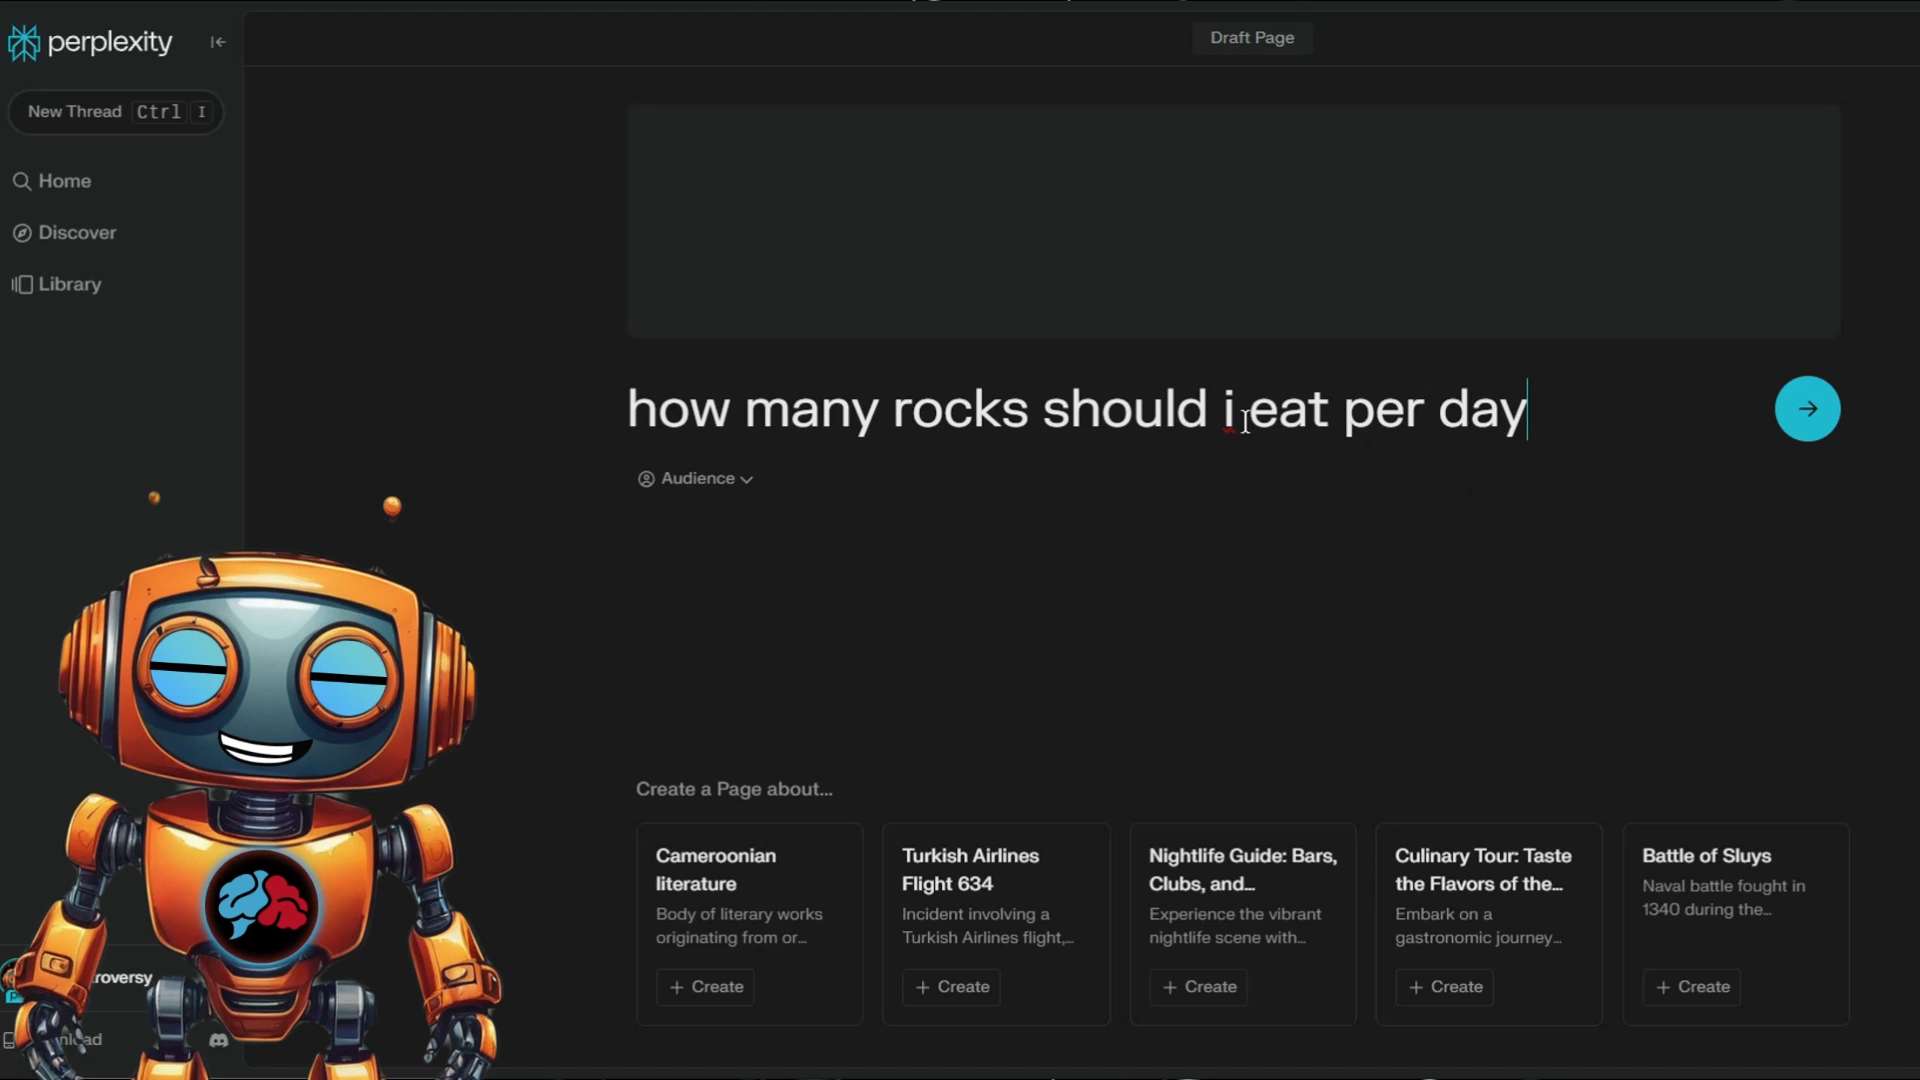 perplexity
Draft Page
New Thread Ctrl I
Home
Discover
Library
how many rocks should i eat per day
Audience
Create a Page about...
Cameroonian
literature
Body of literary works
originating from or...
+ Create
Turkish Airlines
Flight 634
Incident involving a
Turkish Airlines flight,...
+ Create
Nightlife Guide: Bars,
Clubs, and...
Experience the vibrant
nightlife scene with...
+ Create
Culinary Tour: Taste
the Flavors of the...
Embark on a
gastronomic journey...
+ Create
Battle of Sluys
Naval battle fought in
1340 during the...
+ Create